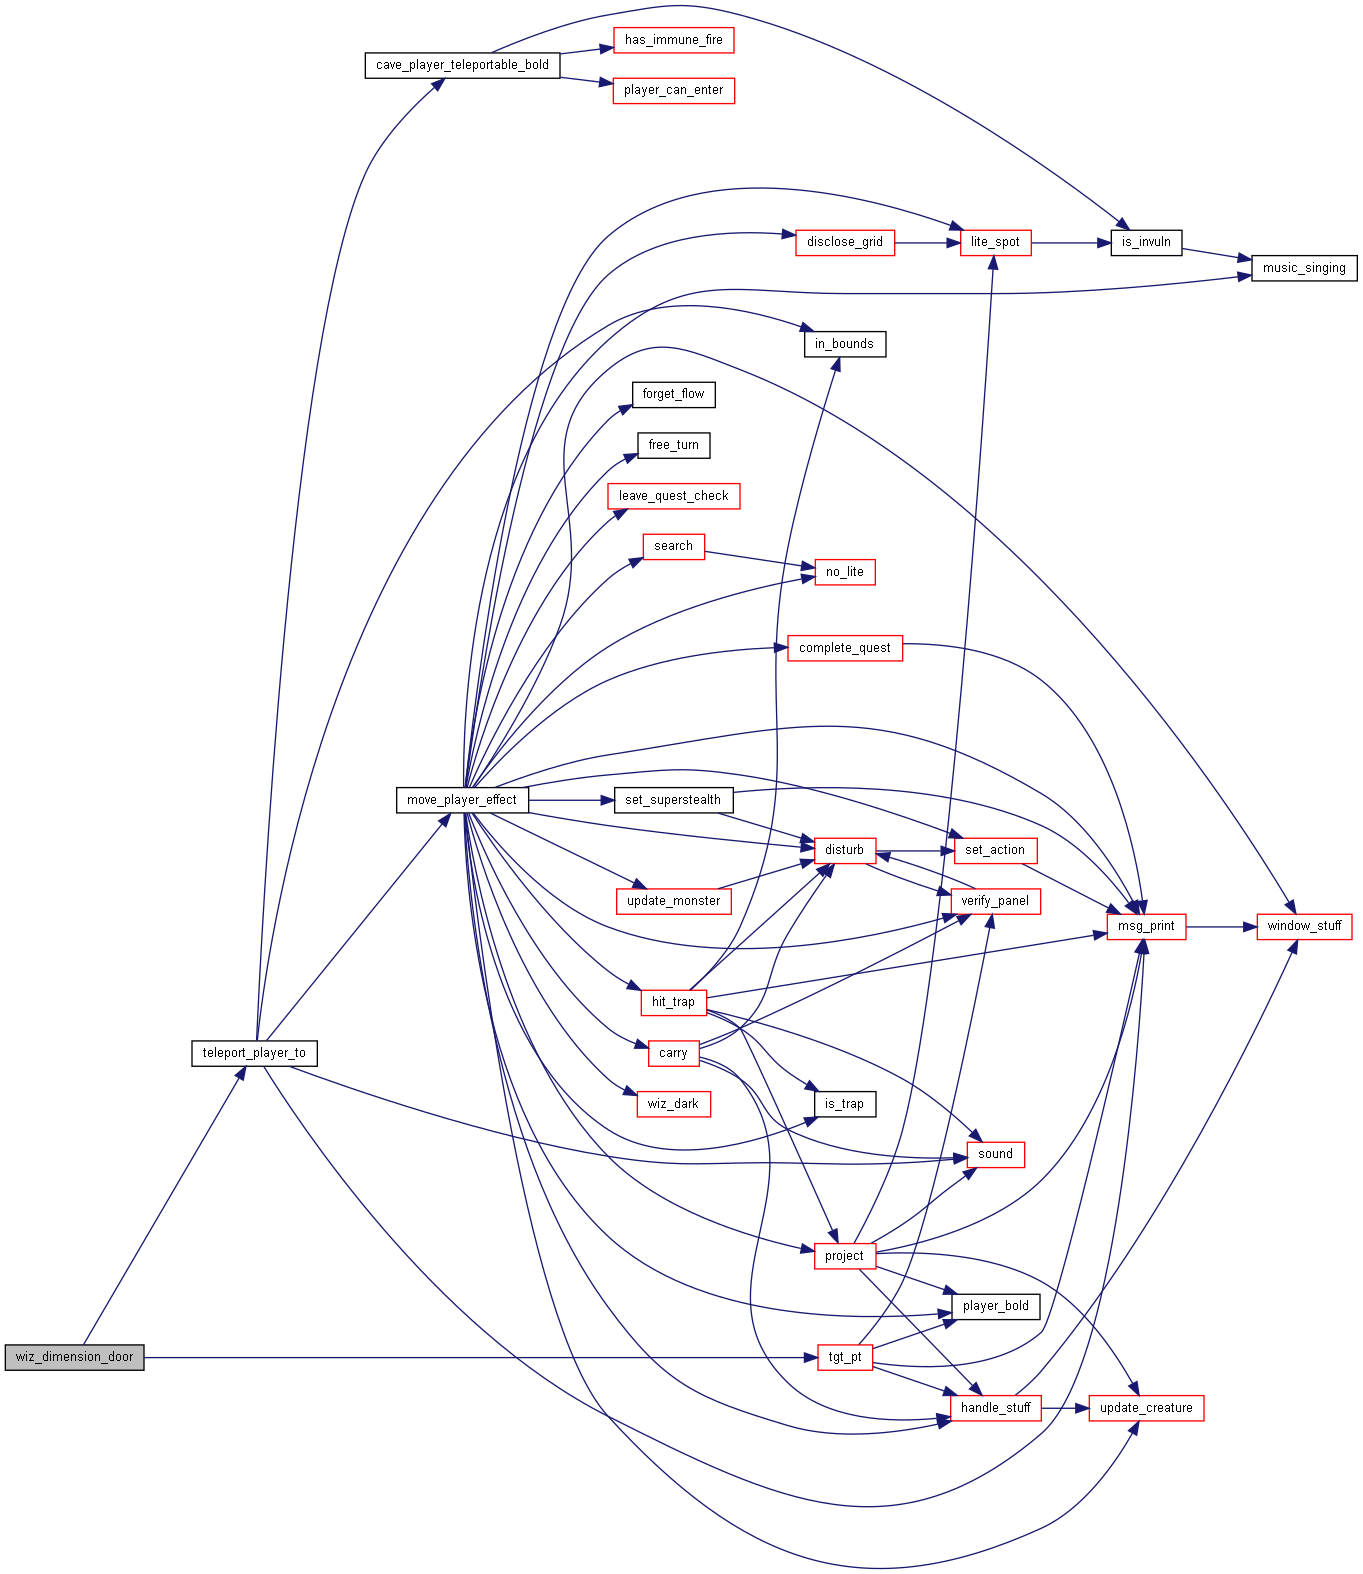 has_immune_fire
cave_player_teleportable_bold
player_can_enter
disclose_grid
lite_spot
is_invuln
music_singing
in_bounds
forget_flow
free_turn
leave_quest_check
search
no_lite
complete_quest
move_player_effect
set_superstealth
disturb
set_action
update_monster
verify_panel
msg_print
window_stuff
hit_trap
teleport_player_to
carry
wiz_dark
is_trap
sound
project
player_bold
wiz_dimension_door
tgt_pt
handle_stuff
update_creature